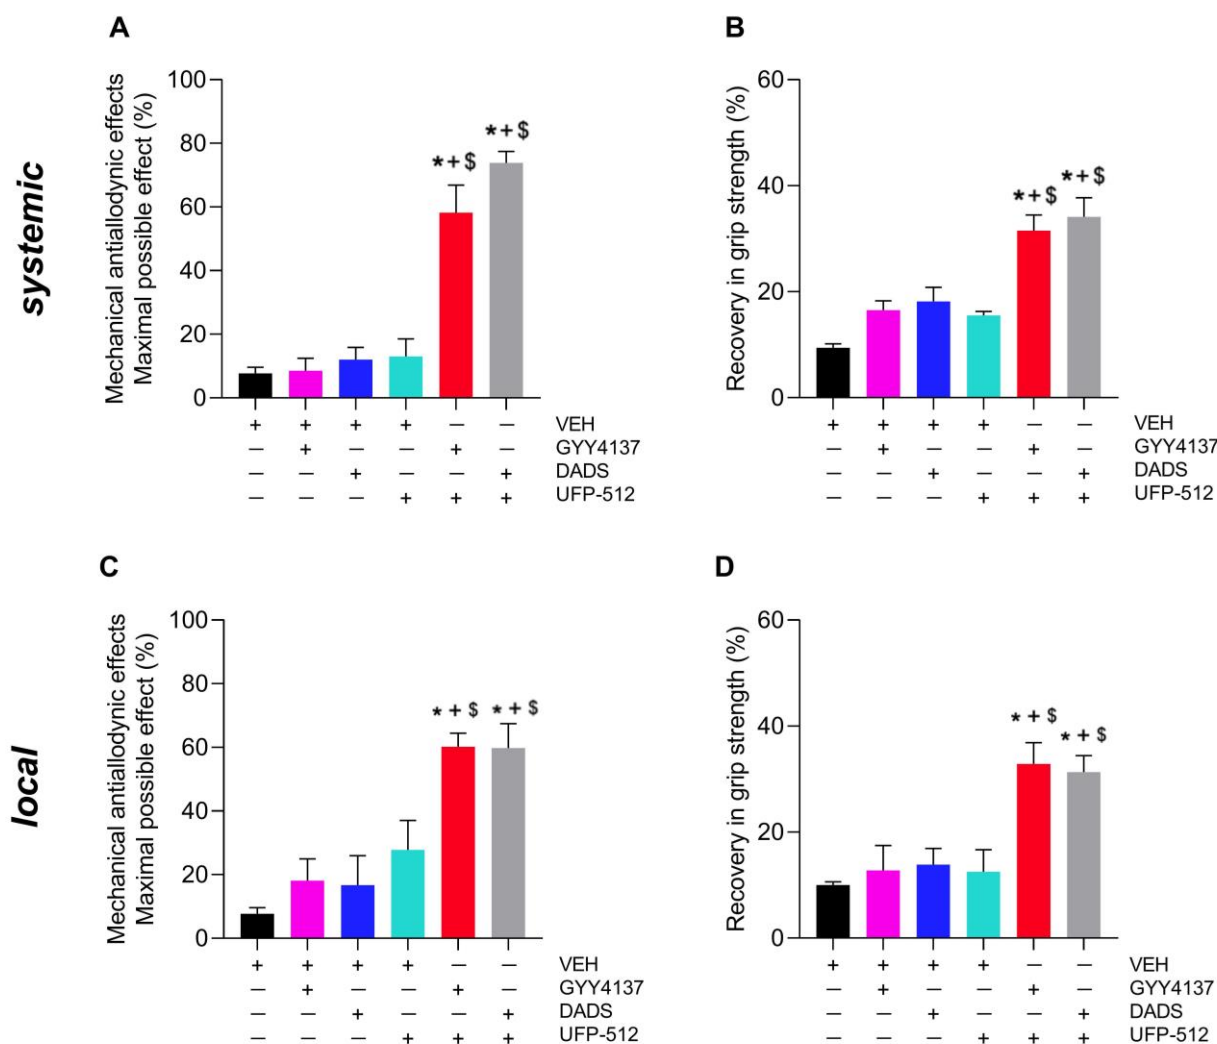 A
B
systemic
Mechanical antiallodynic effects
Maximal possible effect (%)
100
80
60
40
20
0
*+$
*+$
+ + + + — — VEH
— + — — + — GYY4137
— — + — — + DADS
— — — + + + UFP-512
Recovery in grip strength (%)
60
40
20
0
*+$
*+$
+ + + + — — VEH
— + — — + — GYY4137
— — + — — + DADS
— — — + + + UFP-512
C
D
local
Mechanical antiallodynic effects
Maximal possible effect (%)
100
80
60
40
20
0
* + $
* + $
+ + + + — — VEH
— + — — + — GYY4137
— — + — — + DADS
— — — + + + UFP-512
Recovery in grip strength (%)
60
40
20
0
* + $
* + $
+ + + + — — VEH
— + — — + — GYY4137
— — + — — + DADS
— — — + + + UFP-512